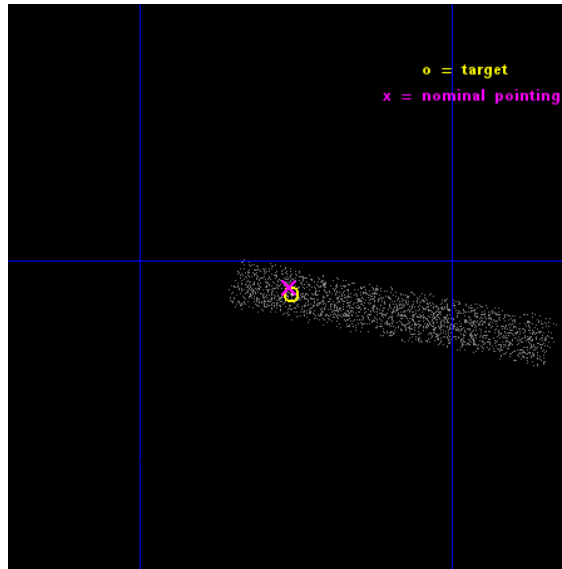 o = target
x = nominal pointing